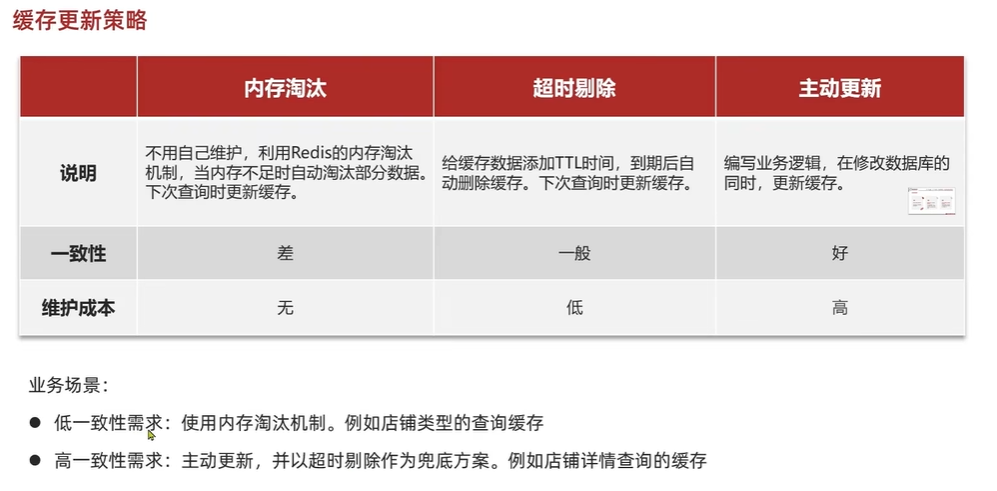 缓存更新策略
内存淘汰 超时剔除 主动更新
说明
不用自己维护，利用Redis的内存淘汰
机制，当内存不足时自动淘汰部分数据。
下次查询时更新缓存。
给缓存数据添加TTL时间，到期后自
动删除缓存。下次查询时更新缓存。
编写业务逻辑，在修改数据库的
同时，更新缓存。
一致性 差 一般 好
维护成本 无 低 高
业务场景：
● 低一致性需求：使用内存淘汰机制。例如店铺类型的查询缓存
● 高一致性需求：主动更新，并以超时剔除作为兜底方案。例如店铺详情查询的缓存